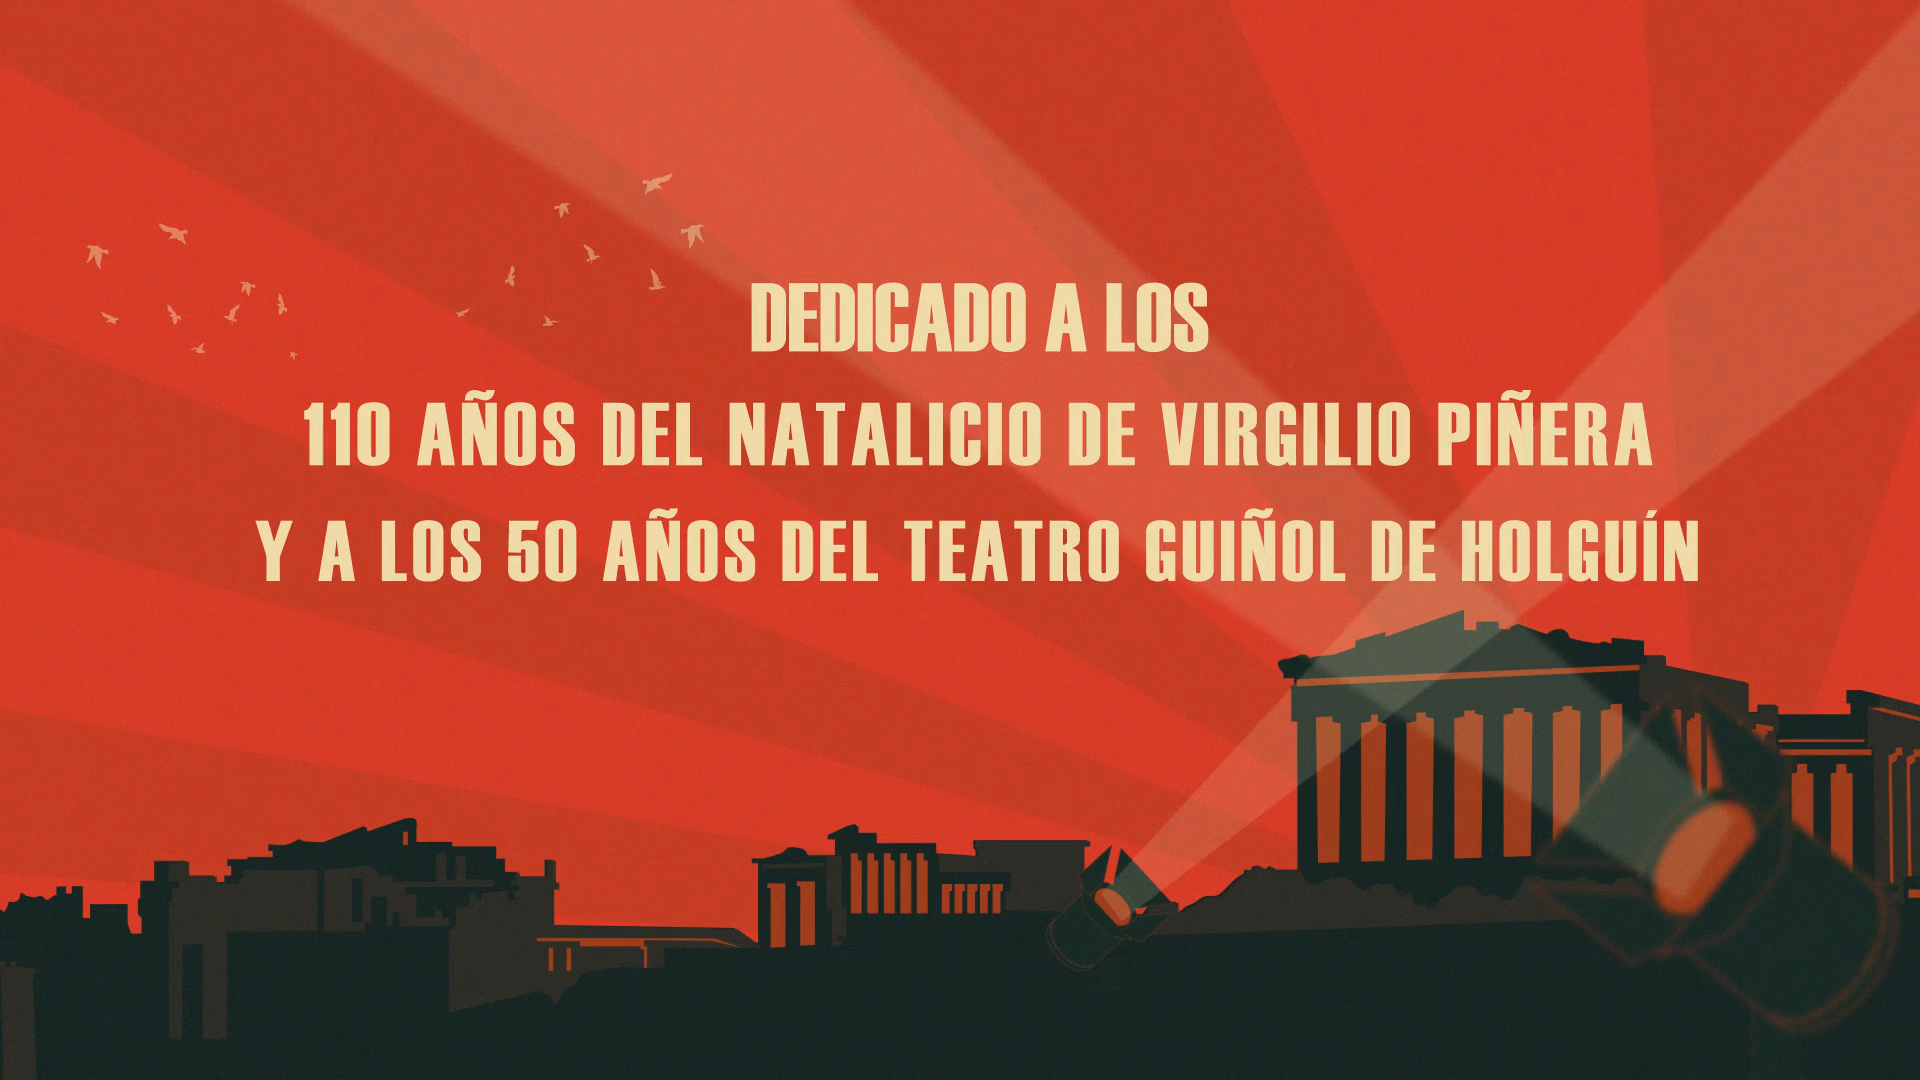 DEDICADO A LOS
110 AÑOS DEL NATALICIO DE VIRGILIO PIÑERA
Y A LOS 50 AÑOS DEL TEATRO GUIÑOL DE HOLGUÍN